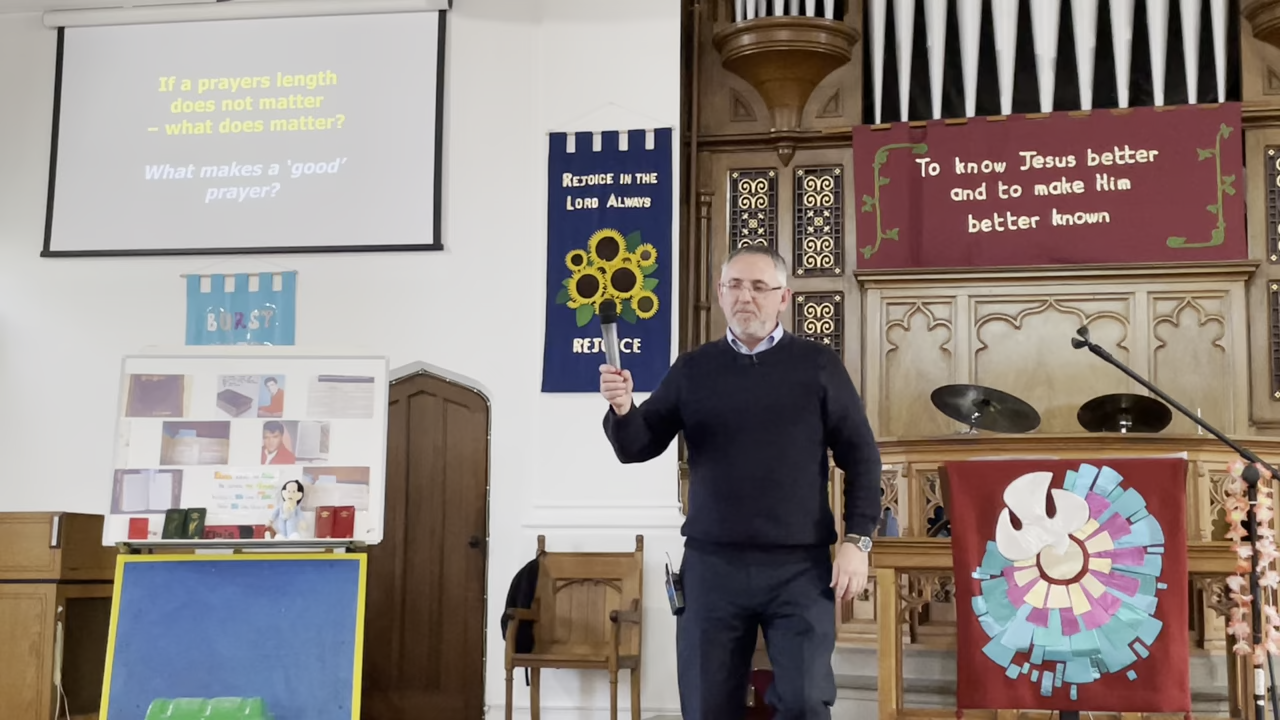 If a prayers length
does not matter
– what does matter?
What makes a ‘good’
prayer?
BURST
REJOICE IN THE
LORD ALWAYS
REJOICE
To know Jesus better
and to make Him
better known